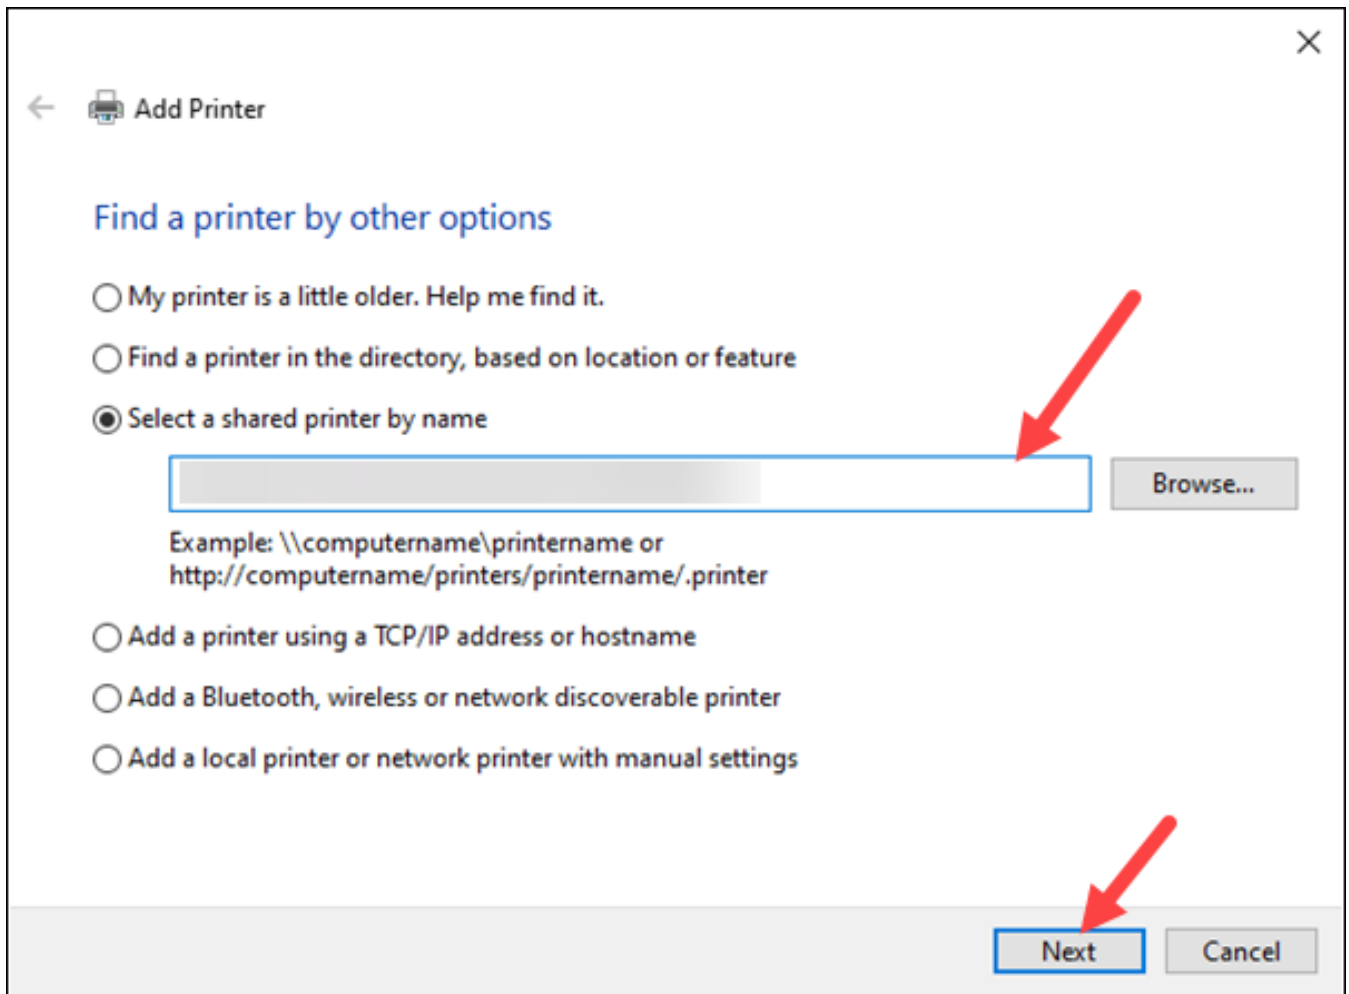 Add Printer
Find a printer by other options
My printer is a little older. Help me find it.
Find a printer in the directory, based on location or feature
Select a shared printer by name
Browse...
Example: \\computername\printername or
http://computername/printers/printername/.printer
Add a printer using a TCP/IP address or hostname
Add a Bluetooth, wireless or network discoverable printer
Add a local printer or network printer with manual settings
Next Cancel